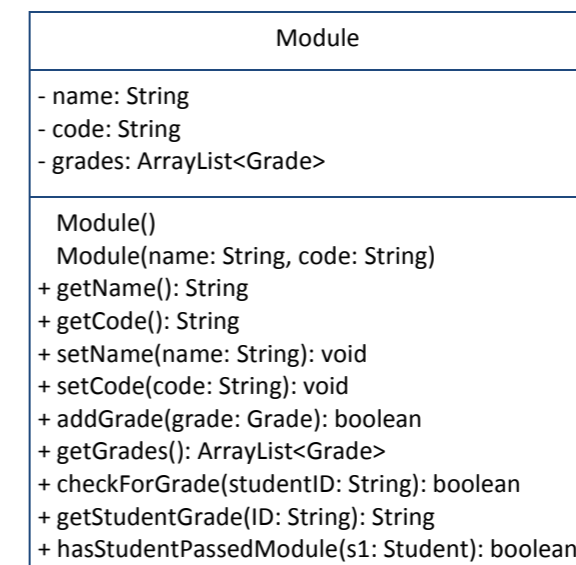 Module
- name: String
- code: String
- grades: ArrayList<Grade>
Module()
Module(name: String, code: String)
+ getName(): String
+ getCode(): String
+ setName(name: String): void
+ setCode(code: String): void
+ addGrade(grade: Grade): boolean
+ getGrades(): ArrayList<Grade>
+ checkForGrade(studentID: String): boolean
+ getStudentGrade(ID: String): String
+ hasStudentPassedModule(s1: Student): boolean